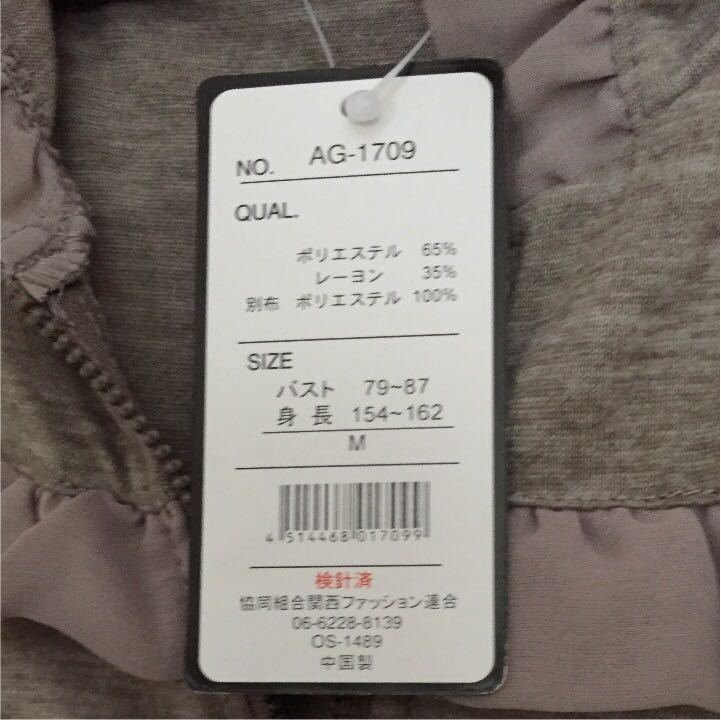 NO. AG-1709
QUAL.
ポリエステル 65%
レーヨン 35%
別布 ポリエステル 100%
SIZE
バスト 79~87
身長 154~162
M
4 514468 017099
検針済
協同組合関西ファッション連合
06-6228-8139
OS-1489
中国製